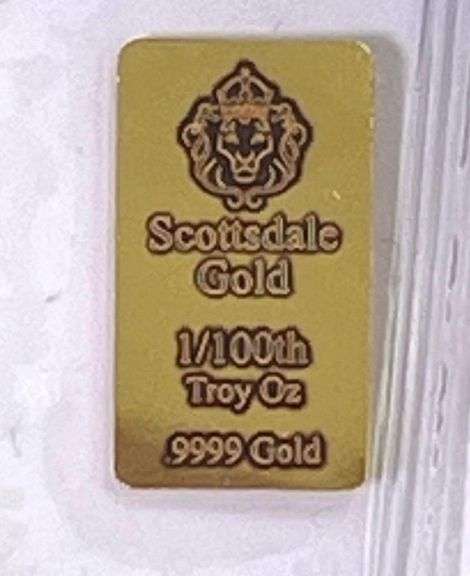 Scottsdale
Gold
1/100th
Troy Oz
.9999 Gold